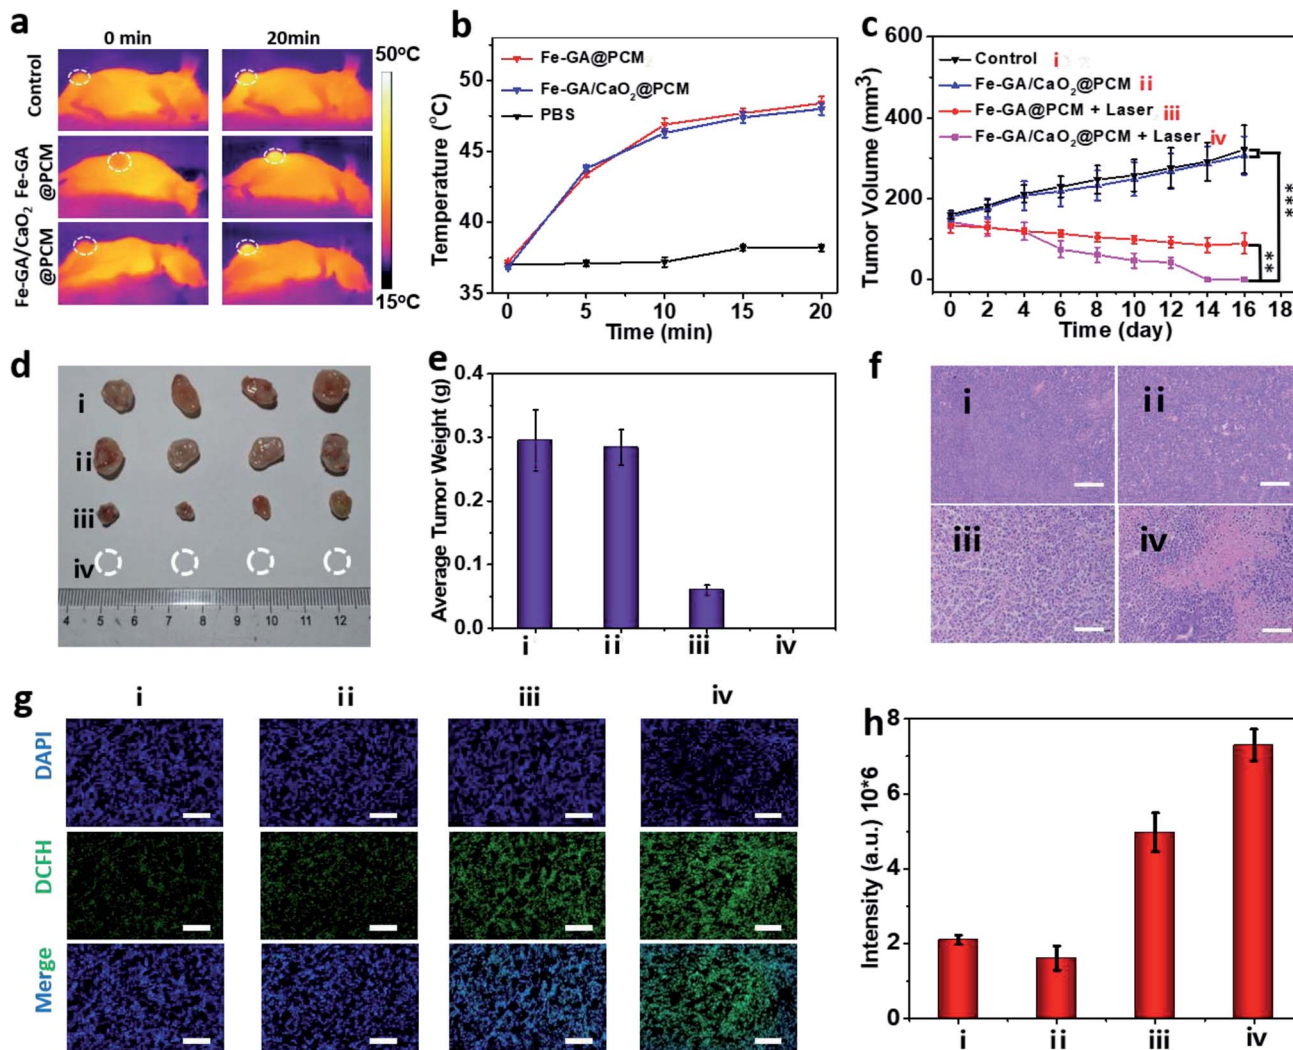 a
0 min
20min
Control
Fe-GA
@PCM
Fe-GA/CaO₂
@PCM
50°C
15°C
b
Temperature (°C)
52
48
44
40
36
Fe-GA@PCM
Fe-GA/CaO₂@PCM
PBS
0 5 10 15 20
Time (min)
c
Tumor Volume (mm³)
600
400
200
0
Control i
Fe-GA/CaO₂@PCM ii
Fe-GA@PCM + Laser iii
Fe-GA/CaO₂@PCM + Laser iv
***
**
0 2 4 6 8 10 12 14 16 18
Time (day)
d
i
ii
iii
iv
4 5 6 7 8 9 10 11 12
e
Average Tumor Weight (g)
0.4
0.3
0.2
0.1
0.0
i ii iii iv
f
i ii
iii iv
g
i ii iii iv
DAPI
DCFH
Merge
h
Intensity (a.u.) 10*6
8
6
4
2
0
i ii iii iv